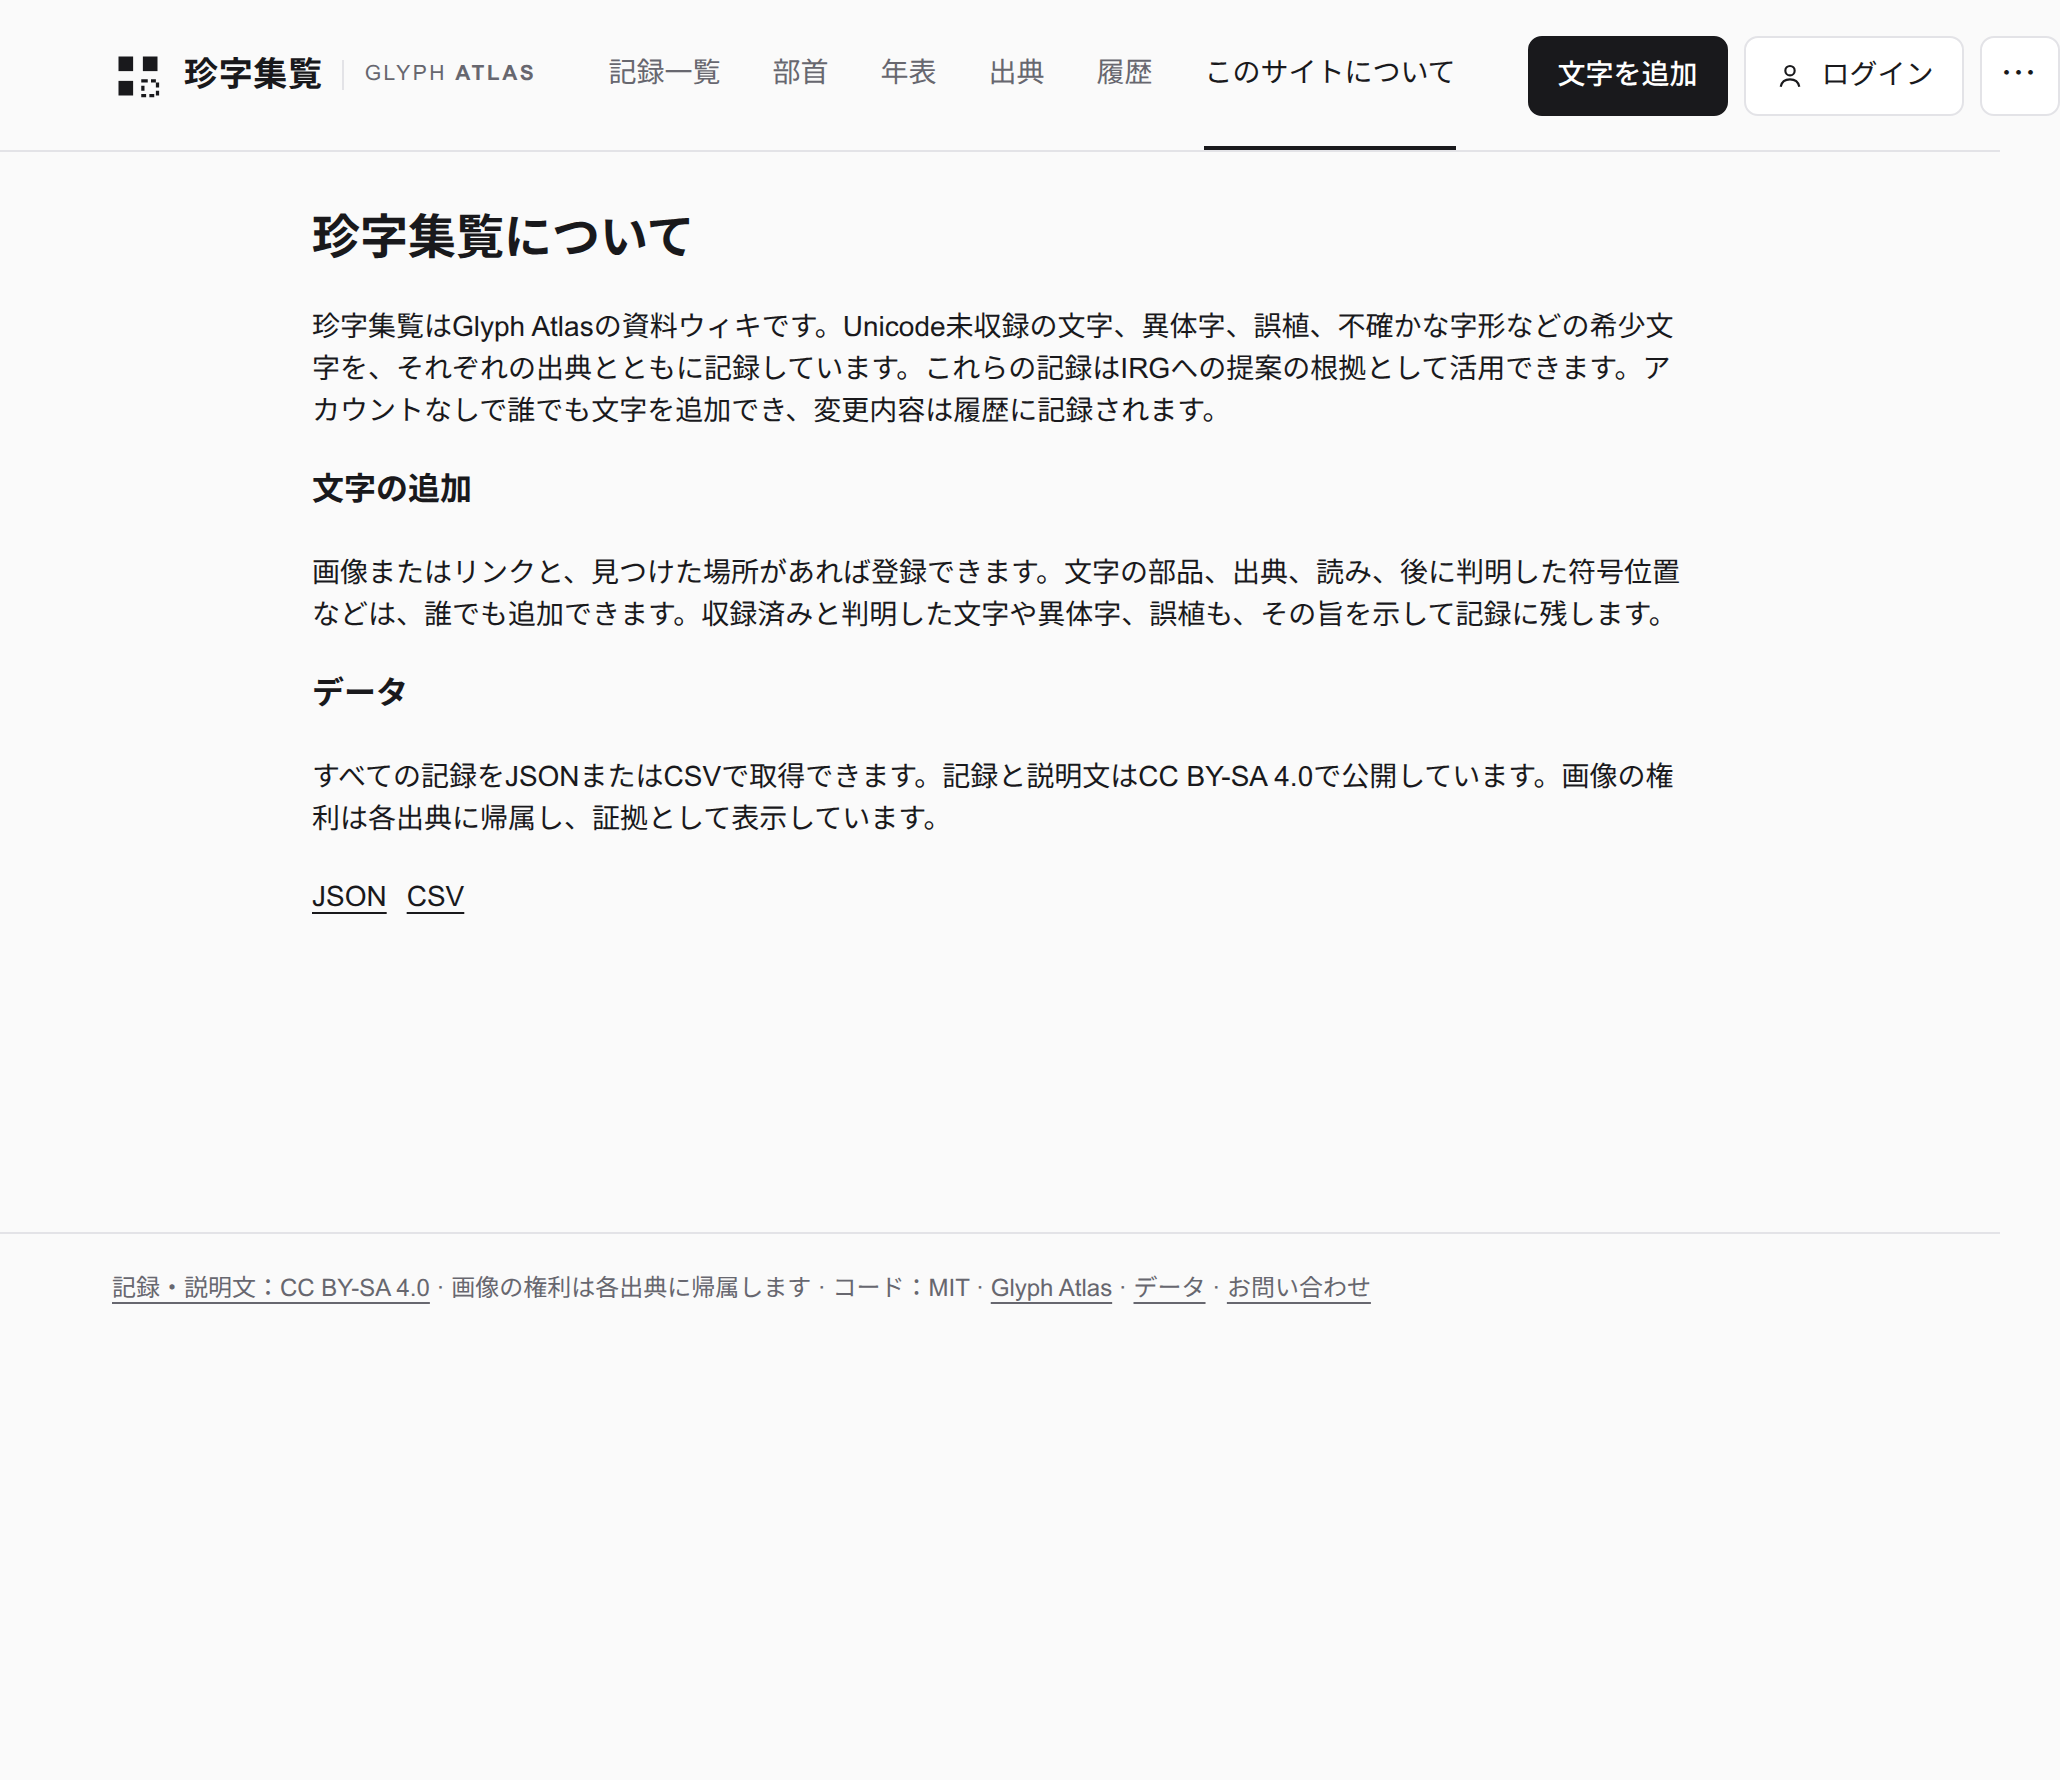 珍字集覧 GLYPH ATLAS 記録一覧 部首 年表 出典 履歴 このサイトについて 文字を追加 ログイン …
珍字集覧について
珍字集覧はGlyph Atlasの資料ウィキです。Unicode未収録の文字、異体字、誤植、不確かな字形などの希少文
字を、それぞれの出典とともに記録しています。これらの記録はIRGへの提案の根拠として活用できます。ア
カウントなしで誰でも文字を追加でき、変更内容は履歴に記録されます。
文字の追加
画像またはリンクと、見つけた場所があれば登録できます。文字の部品、出典、読み、後に判明した符号位置
などは、誰でも追加できます。収録済みと判明した文字や異体字、誤植も、その旨を示して記録に残します。
データ
すべての記録をJSONまたはCSVで取得できます。記録と説明文はCC BY-SA 4.0で公開しています。画像の権
利は各出典に帰属し、証拠として表示しています。
JSON CSV
記録・説明文：CC BY-SA 4.0 · 画像の権利は各出典に帰属します · コード：MIT · Glyph Atlas · データ · お問い合わせ